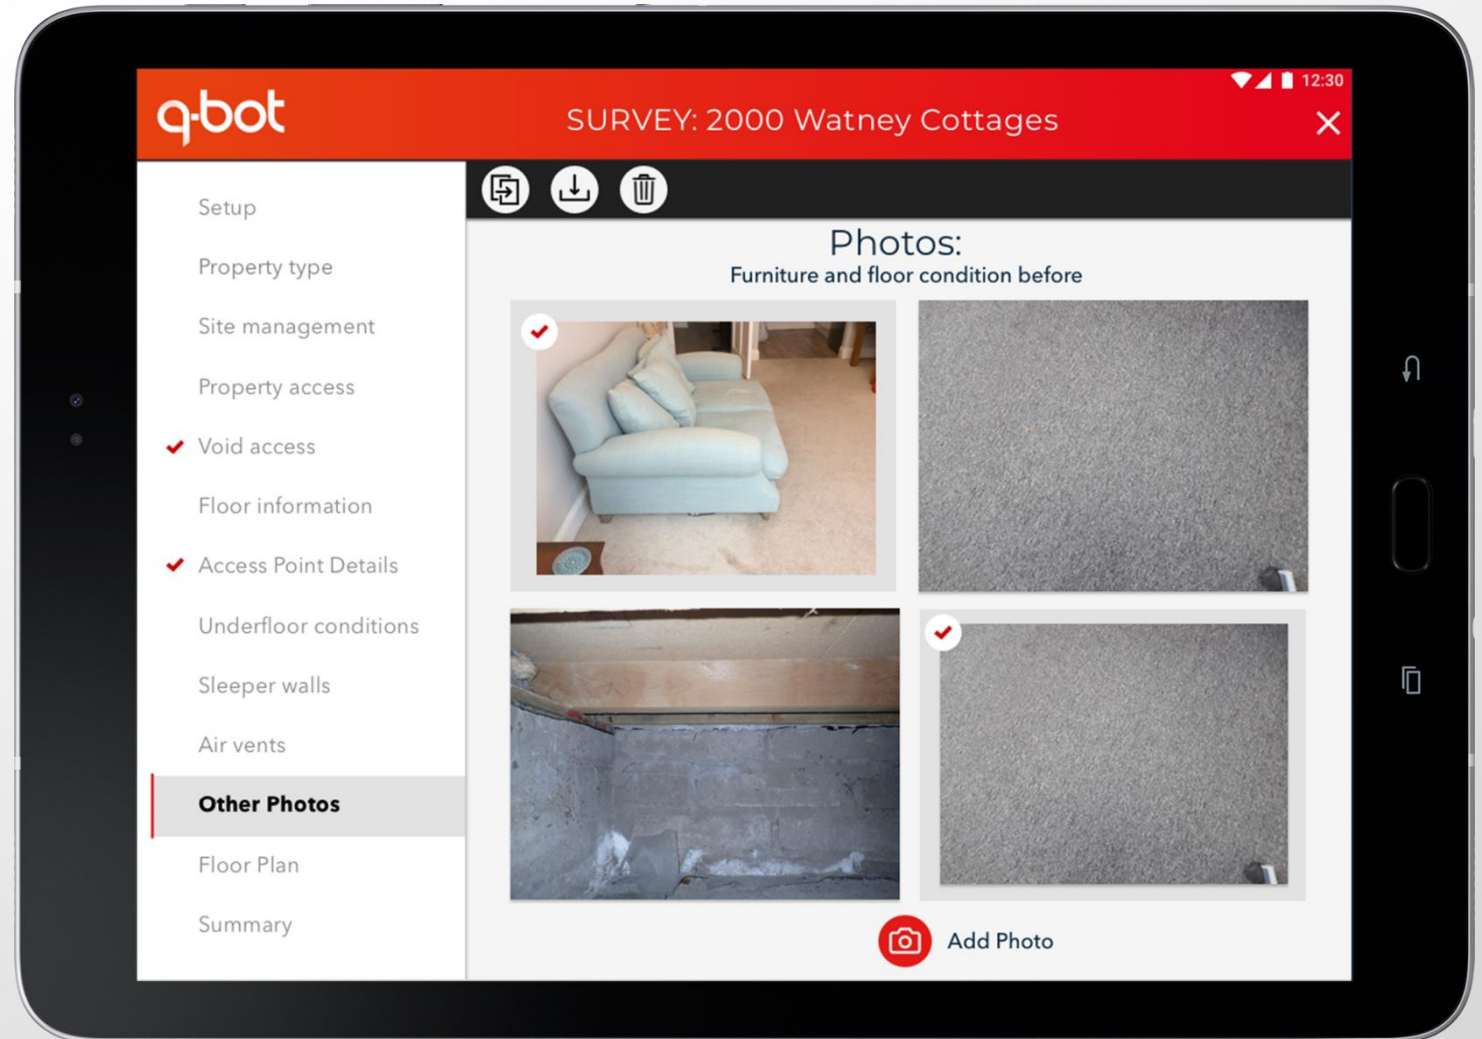 12:30
q-bot
SURVEY: 2000 Watney Cottages
Setup
Property type
Site management
Property access
Void access
Floor information
Access Point Details
Underfloor conditions
Sleeper walls
Air vents
Other Photos
Floor Plan
Summary
Photos:
Furniture and floor condition before
Add Photo